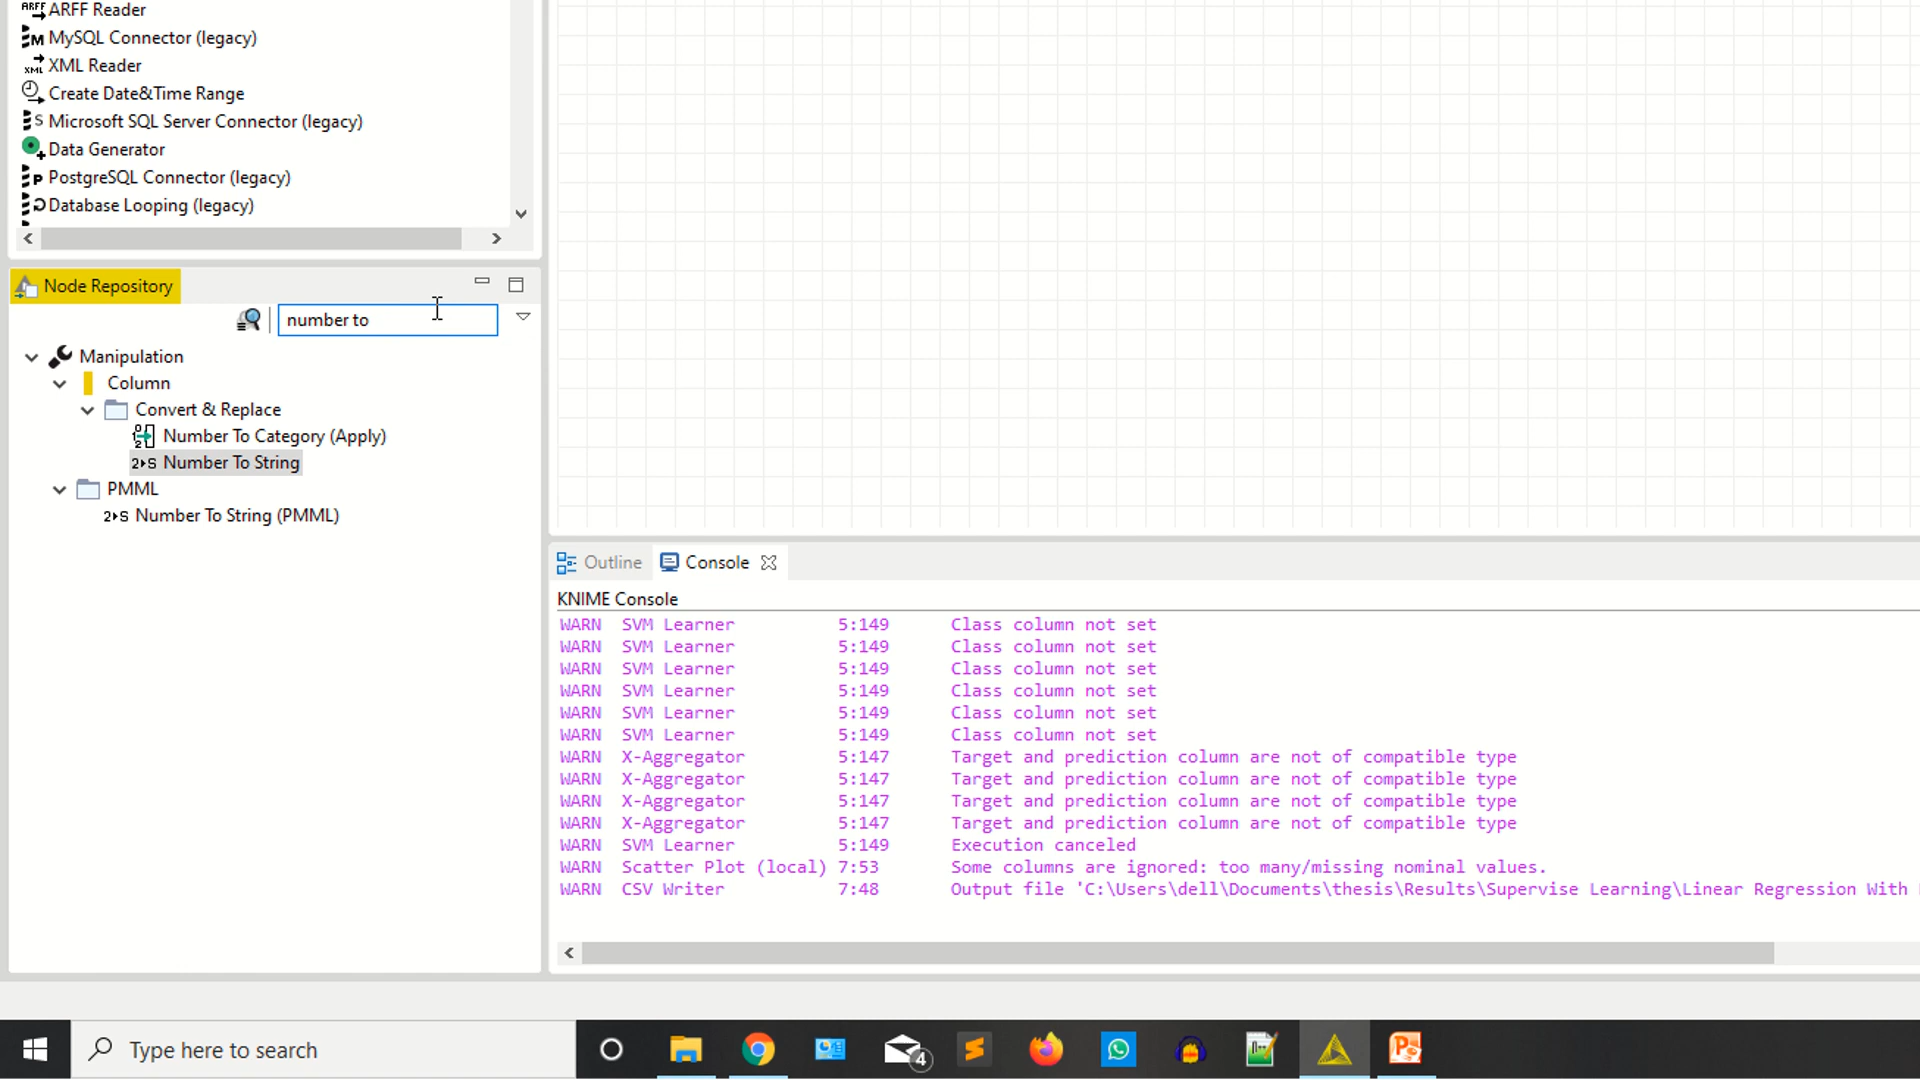 ARFF Reader
MySQL Connector (legacy)
XML Reader
Create Date&Time Range
Microsoft SQL Server Connector (legacy)
Data Generator
PostgreSQL Connector (legacy)
Database Looping (legacy)
Node Repository
number to
Manipulation
Column
Convert & Replace
Number To Category (Apply)
Number To String
PMML
Number To String (PMML)
Outline Console
KNIME Console
WARN SVM Learner 5:149 Class column not set
WARN SVM Learner 5:149 Class column not set
WARN SVM Learner 5:149 Class column not set
WARN SVM Learner 5:149 Class column not set
WARN SVM Learner 5:149 Class column not set
WARN SVM Learner 5:149 Class column not set
WARN X-Aggregator 5:147 Target and prediction column are not of compatible type
WARN X-Aggregator 5:147 Target and prediction column are not of compatible type
WARN X-Aggregator 5:147 Target and prediction column are not of compatible type
WARN X-Aggregator 5:147 Target and prediction column are not of compatible type
WARN SVM Learner 5:149 Execution canceled
WARN Scatter Plot (local) 7:53 Some columns are ignored: too many/missing nominal values.
WARN CSV Writer 7:48 Output file 'C:\Users\dell\Documents\thesis\Results\Supervise Learning\Linear Regression With
Type here to search
4